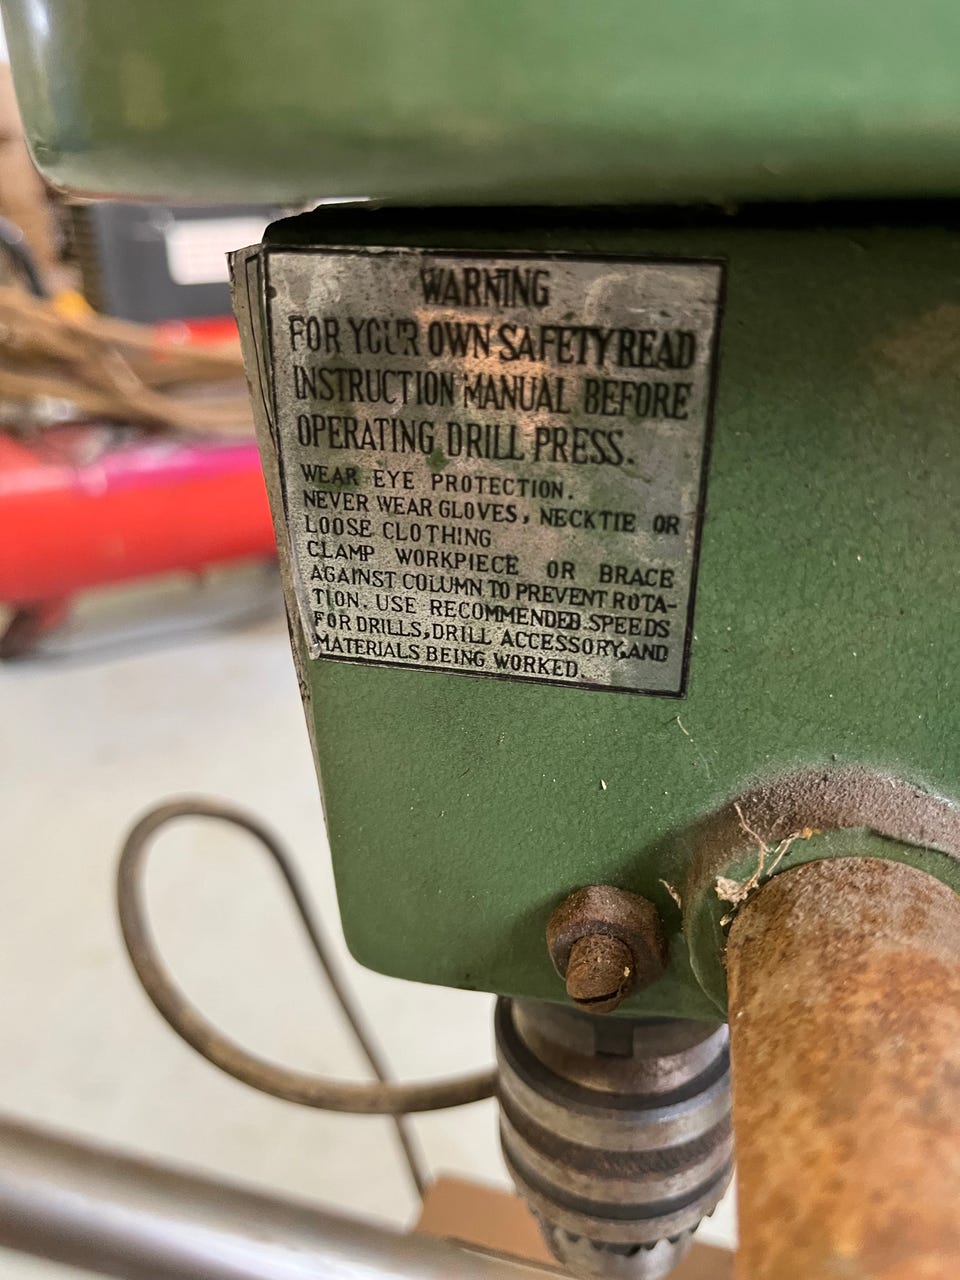 WARNING
FOR YOUR OWN SAFETY READ
INSTRUCTION MANUAL BEFORE
OPERATING DRILL PRESS.
WEAR EYE PROTECTION.
NEVER WEAR GLOVES, NECKTIE OR
LOOSE CLOTHING
CLAMP WORKPIECE OR BRACE
AGAINST COLUMN TO PREVENT ROTA-
TION. USE RECOMMENDED SPEEDS
FOR DRILLS, DRILL ACCESSORY, AND
MATERIALS BEING WORKED.